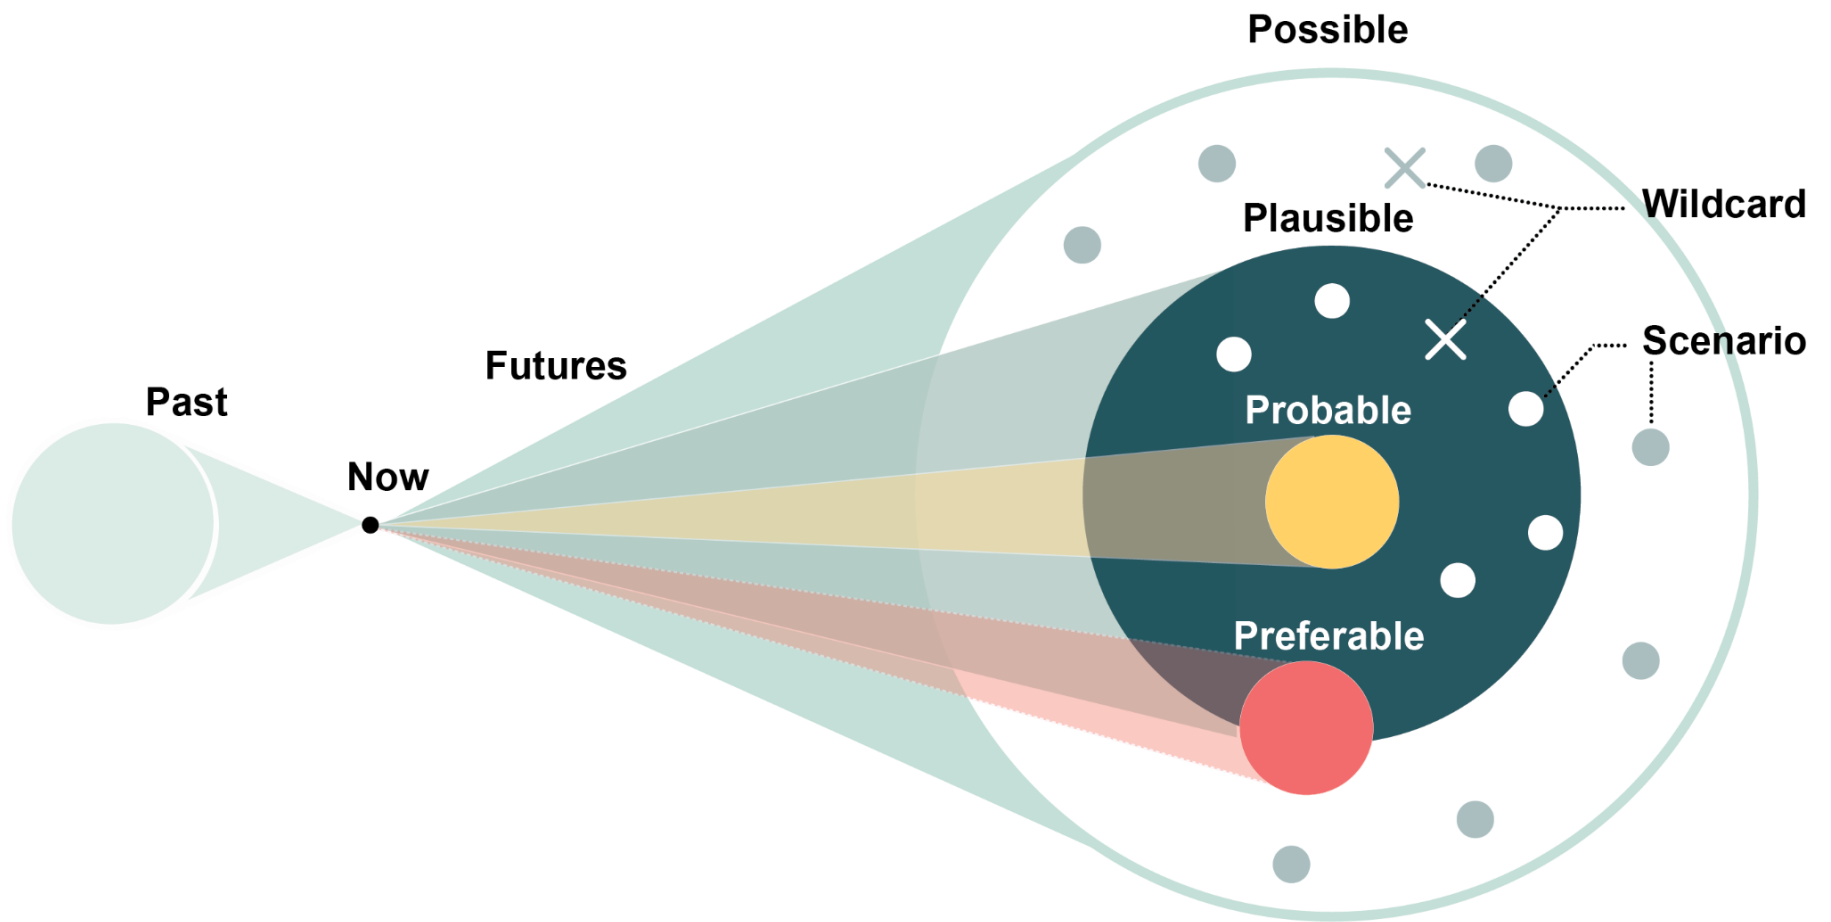 Possible
Wildcard
Plausible
Scenario
Futures
Past
Probable
Now
Preferable